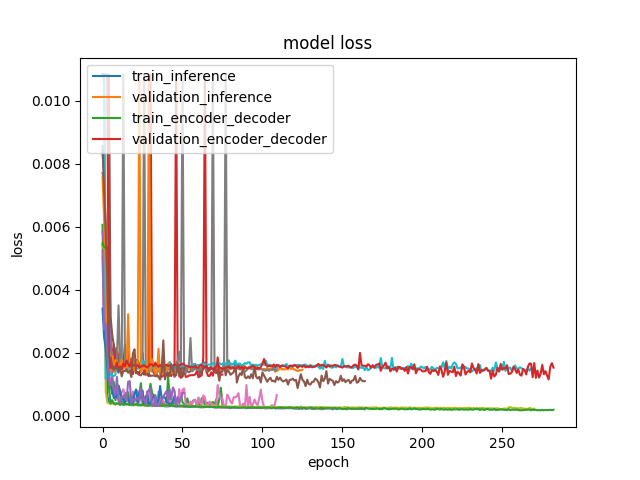 model loss
train_inference
validation_inference
train_encoder_decoder
validation_encoder_decoder
loss
0.010
0.008
0.006
0.004
0.002
0.000
0 50 100 150 200 250
epoch